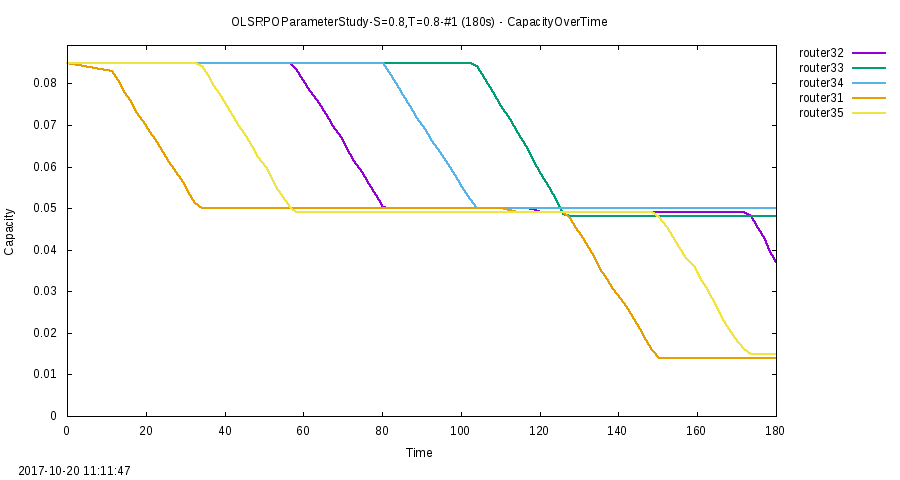 OLSRPOParameterStudy-S=0.8,T=0.8-#1 (180s) - CapacityOverTime
router32
router33
router34
router31
router35
0.08
0.07
0.06
0.05
0.04
0.03
0.02
0.01
0
Capacity
0 20 40 60 80 100 120 140 160 180
Time
2017-10-20 11:11:47